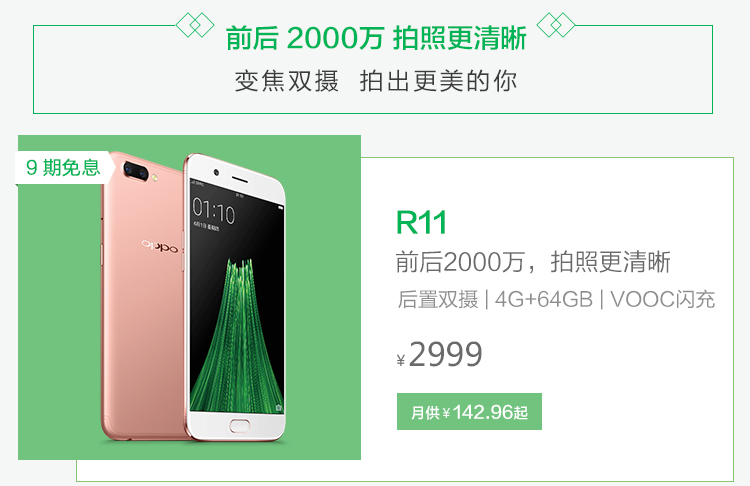 前后 2000万 拍照更清晰
变焦双摄 拍出更美的你
9 期免息
oppo
01:10
R11
前后2000万，拍照更清晰
后置双摄 | 4G+64GB | VOOC闪充
¥2999
月供 ¥ 142.96起